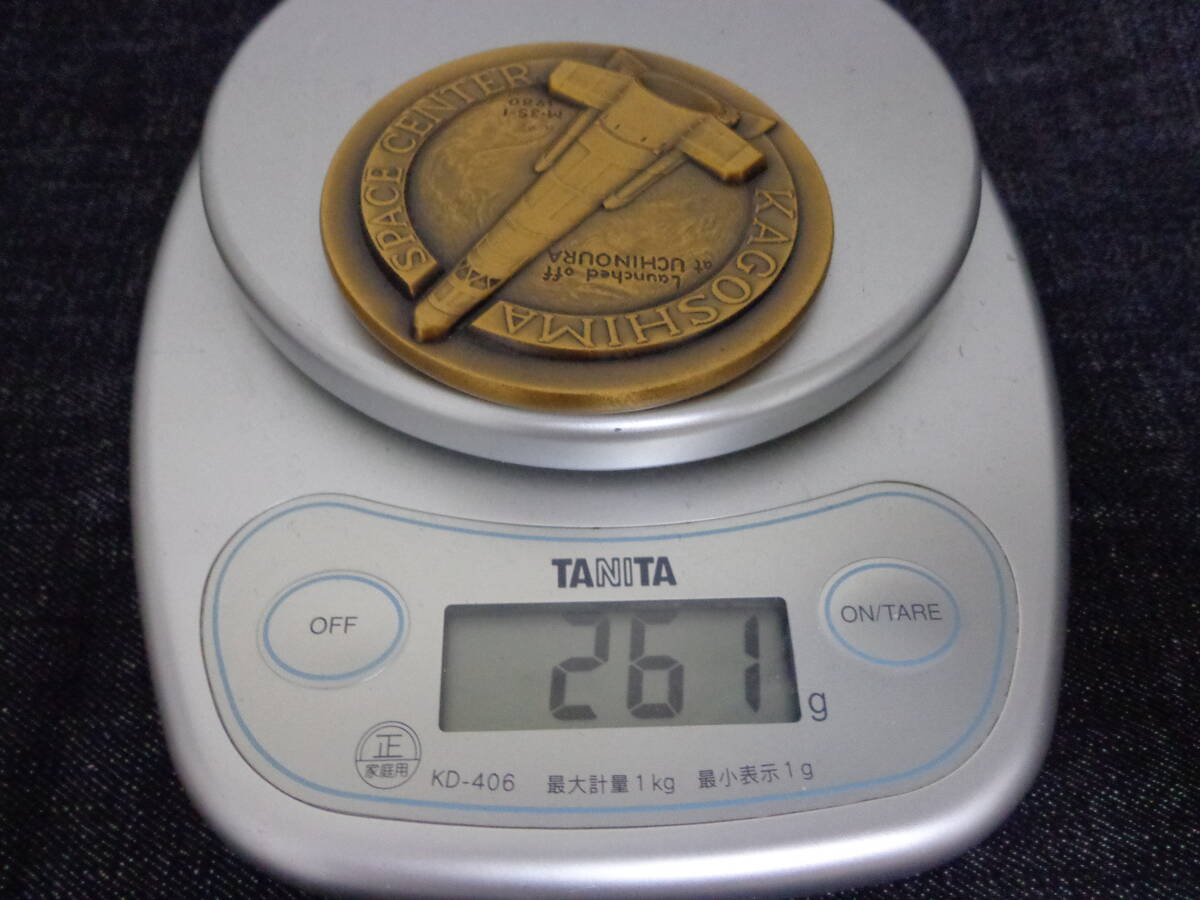 KAGOSHIMA SPACE CENTER
M-3S-1
1980
Launched off
at UCHINOURA
TANITA
OFF
ON/TARE
261 g
正
家庭用
KD-406 最大計量1kg 最小表示1g